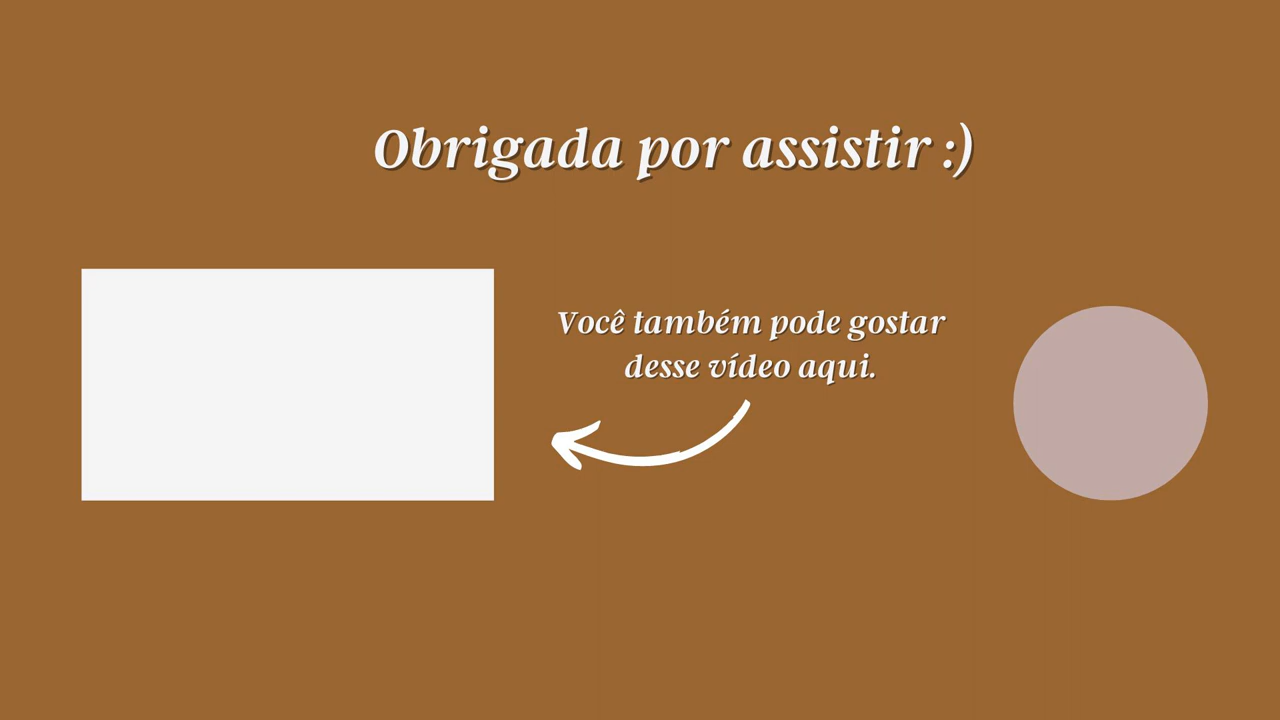 Obrigada por assistir :)
Você também pode gostar
desse vídeo aqui.